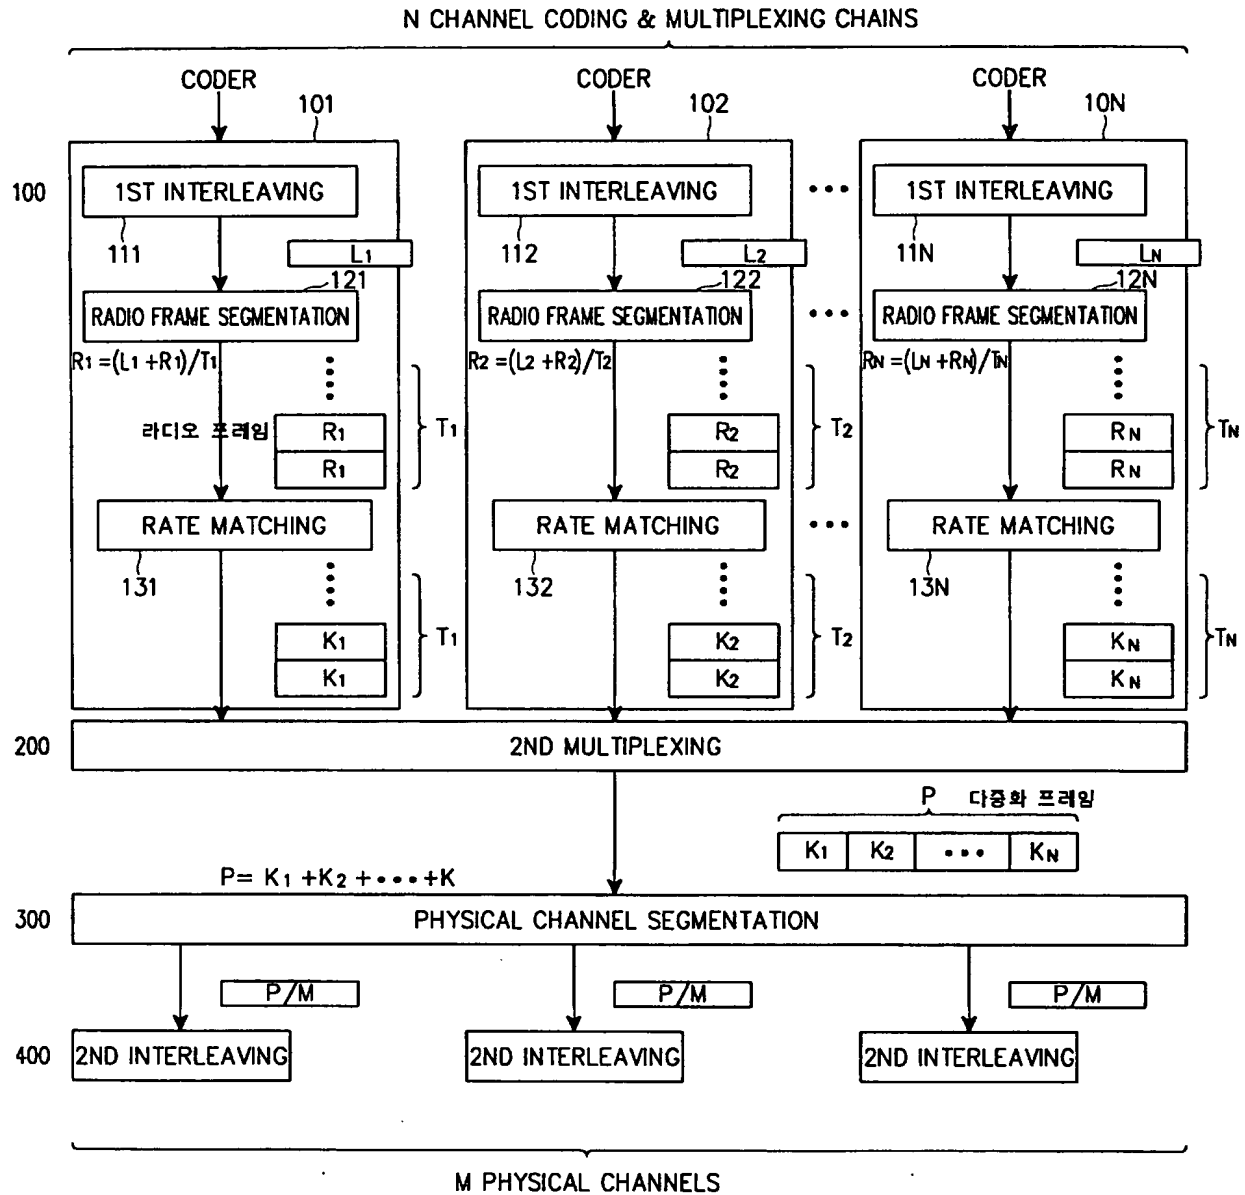 N CHANNEL CODING & MULTIPLEXING CHAINS
CODER CODER CODER
101 102 10N
100 1ST INTERLEAVING 1ST INTERLEAVING ••• 1ST INTERLEAVING
111 112 11N
L1 L2 LN
121 122 12N
RADIO FRAME SEGMENTATION RADIO FRAME SEGMENTATION ••• RADIO FRAME SEGMENTATION
R1 =(L1 +R1)/T1 R2 =(L2 +R2)/T2 RN =(LN +RN)/TN
라디오 프레임 R1 T1 R2 T2 RN TN
R1 R2 RN
RATE MATCHING RATE MATCHING ••• RATE MATCHING
131 132 13N
K1 T1 K2 T2 KN TN
K1 K2 KN
200 2ND MULTIPLEXING
P 다중화 프레임
K1 K2 ••• KN
P= K1 +K2 +••••+K
300 PHYSICAL CHANNEL SEGMENTATION
P/M P/M P/M
400 2ND INTERLEAVING 2ND INTERLEAVING 2ND INTERLEAVING
M PHYSICAL CHANNELS